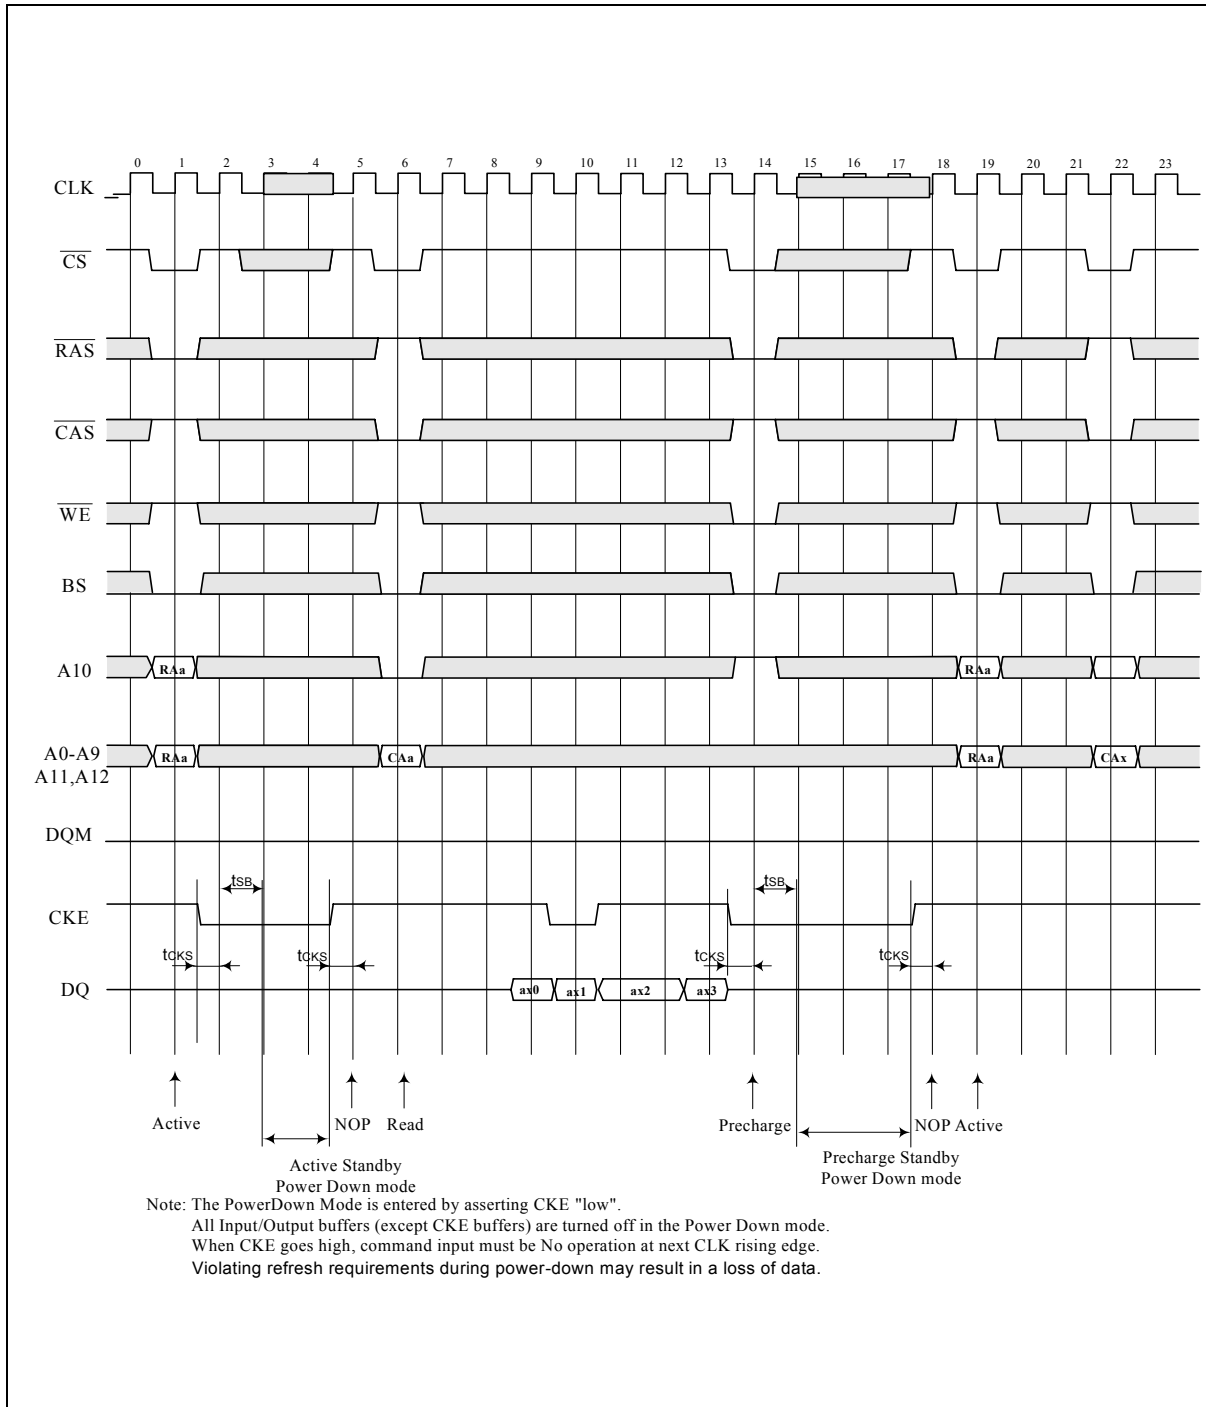 0 1 2 3 4 5 6 7 8 9 10 11 12 13 14 15 16 17 18 19 20 21 22 23
CLK
CS
RAS
CAS
WE
BS
A10 RAa RAa
A0-A9
A11,A12
RAa CAa RAa CAx
DQM
tSB tSB
CKE
tCKS tCKS tCKS tCKS
DQ ax0 ax1 ax2 ax3
Active NOP Read Precharge NOP Active
Active Standby
Power Down mode
Precharge Standby
Power Down mode
Note: The PowerDown Mode is entered by asserting CKE "low".
All Input/Output buffers (except CKE buffers) are turned off in the Power Down mode.
When CKE goes high, command input must be No operation at next CLK rising edge.
Violating refresh requirements during power-down may result in a loss of data.